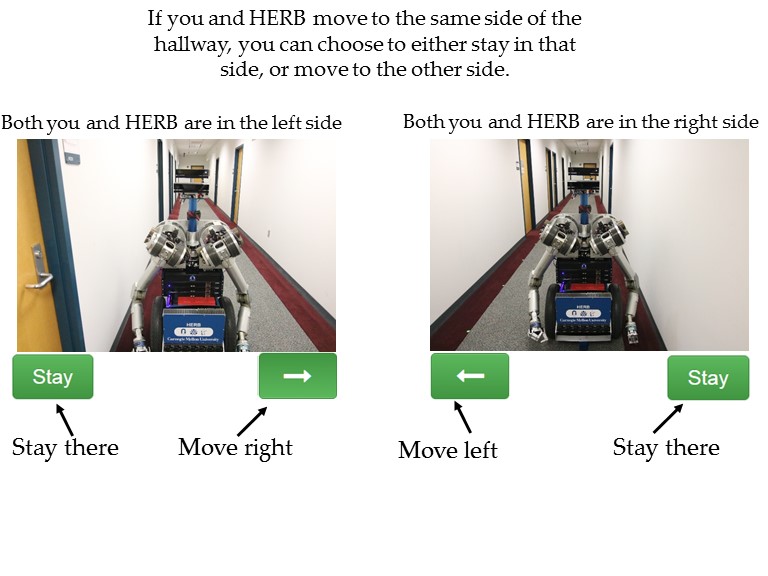 If you and HERB move to the same side of the
hallway, you can choose to either stay in that
side, or move to the other side.
Both you and HERB are in the left side
Both you and HERB are in the right side
HERB
Carnegie Mellon University
HERB
Carnegie Mellon University
Stay
→
←
Stay
Stay there
Move right
Move left
Stay there